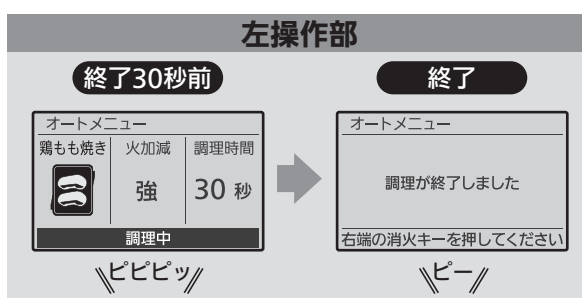 左操作部
終了30秒前
オートメニュー
鶏もも焼き 火加減 調理時間
強 30 秒
調理中
ピピピッ
終了
オートメニュー
調理が終了しました
右端の消火キーを押してください
ピー